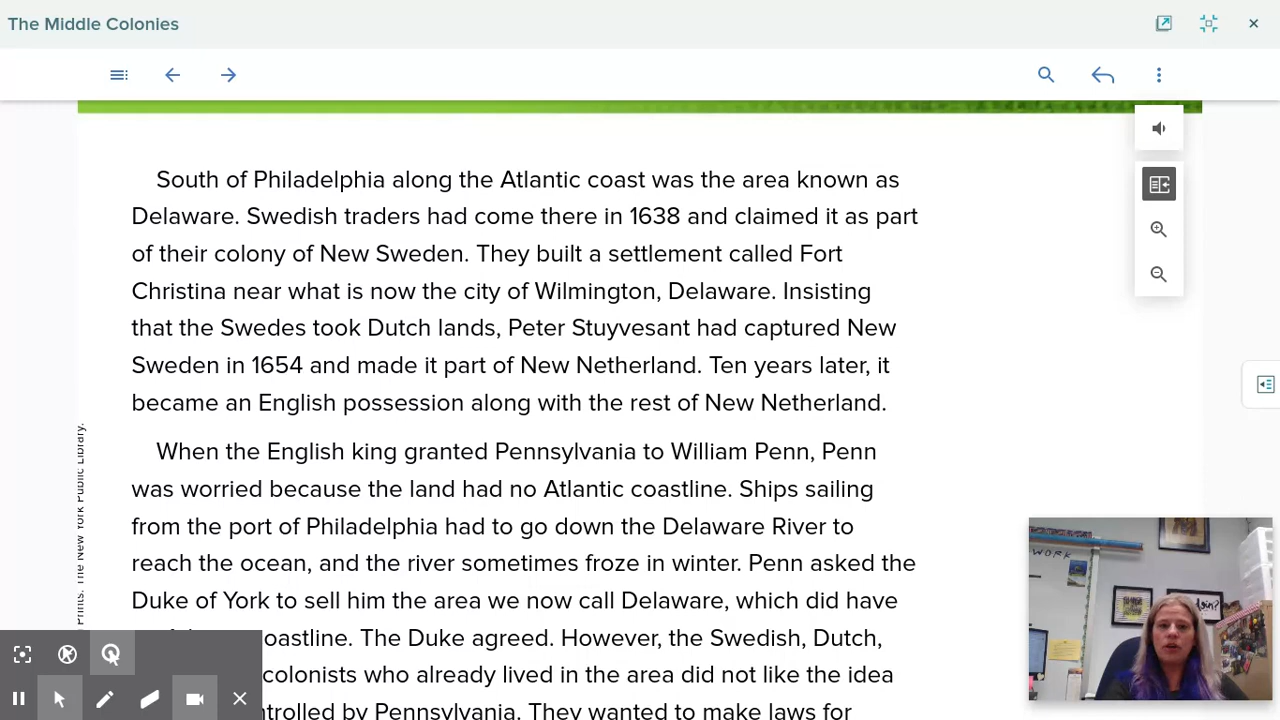 The Middle Colonies
South of Philadelphia along the Atlantic coast was the area known as
Delaware. Swedish traders had come there in 1638 and claimed it as part
of their colony of New Sweden. They built a settlement called Fort
Christina near what is now the city of Wilmington, Delaware. Insisting
that the Swedes took Dutch lands, Peter Stuyvesant had captured New
Sweden in 1654 and made it part of New Netherland. Ten years later, it
became an English possession along with the rest of New Netherland.
When the English king granted Pennsylvania to William Penn, Penn
was worried because the land had no Atlantic coastline. Ships sailing
from the port of Philadelphia had to go down the Delaware River to
reach the ocean, and the river sometimes froze in winter. Penn asked the
Duke of York to sell him the area we now call Delaware, which did have
oastline. The Duke agreed. However, the Swedish, Dutch,
colonists who already lived in the area did not like the idea
ntrolled by Pennsylvania. They wanted to make laws for
Prints. The New York Public Library.
WORK